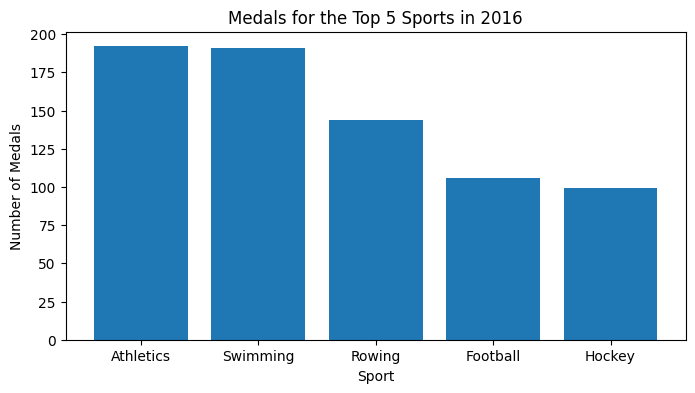 Medals for the Top 5 Sports in 2016
200
175
150
125
100
75
50
25
0
Number of Medals
Athletics Swimming Rowing Football Hockey
Sport